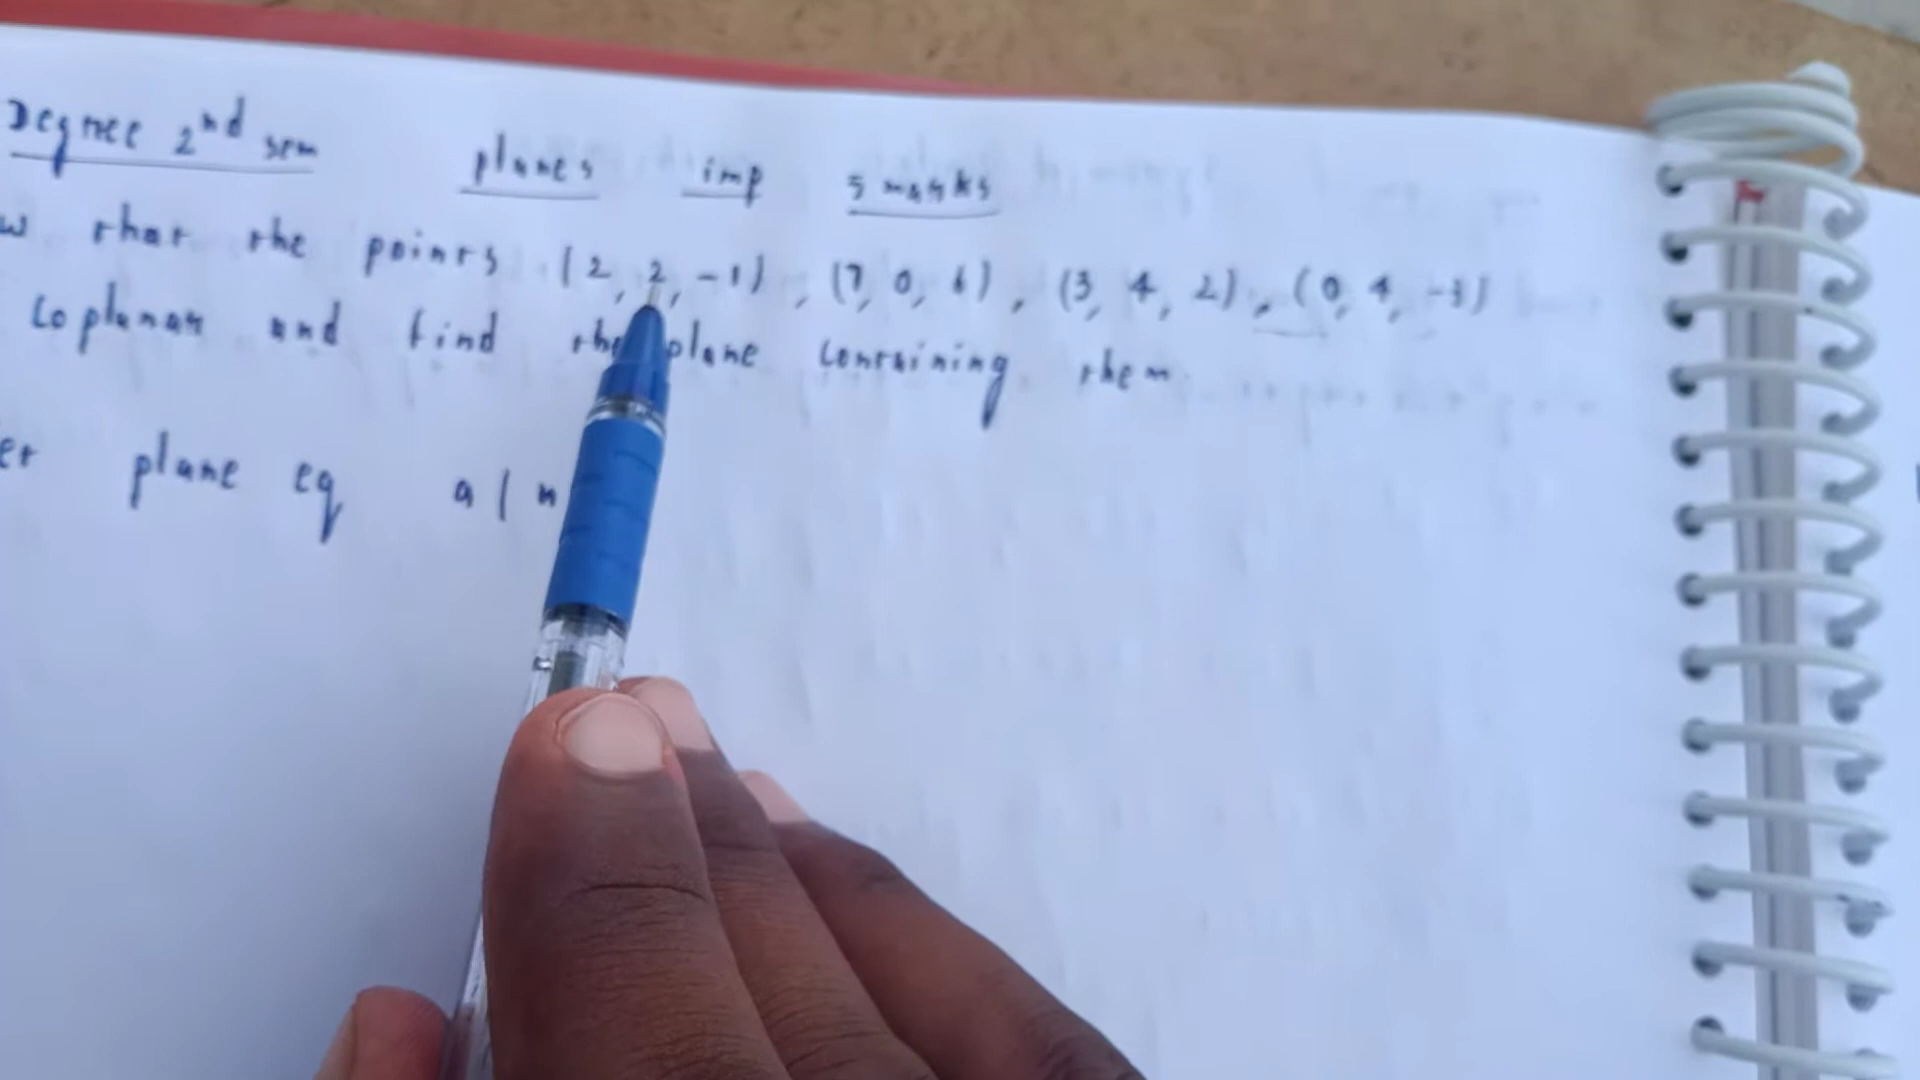 Degree 2nd sem planes imp 5 marks
w that the points (2, 2, -1), (7, 0, 6), (3, 4, 2), (0, 4, -3)
coplanar and find the plane containing them
er plane eq a(x